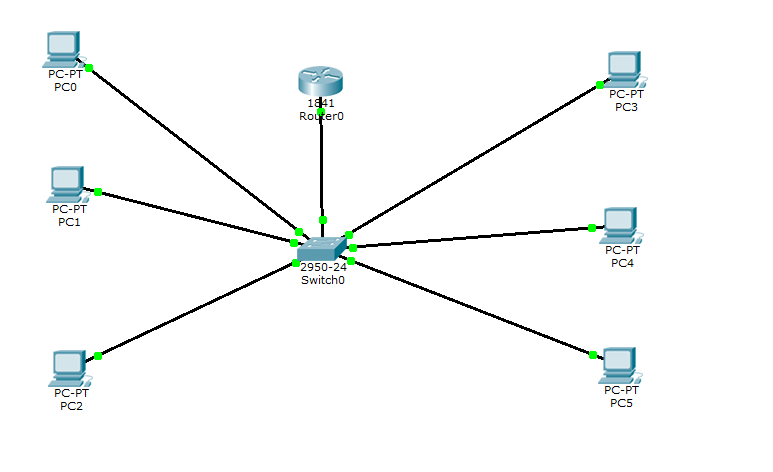 PC-PT
PC0
1841
Router0
PC-PT
PC3
PC-PT
PC1
PC-PT
PC4
2950-24
Switch0
PC-PT
PC2
PC-PT
PC5